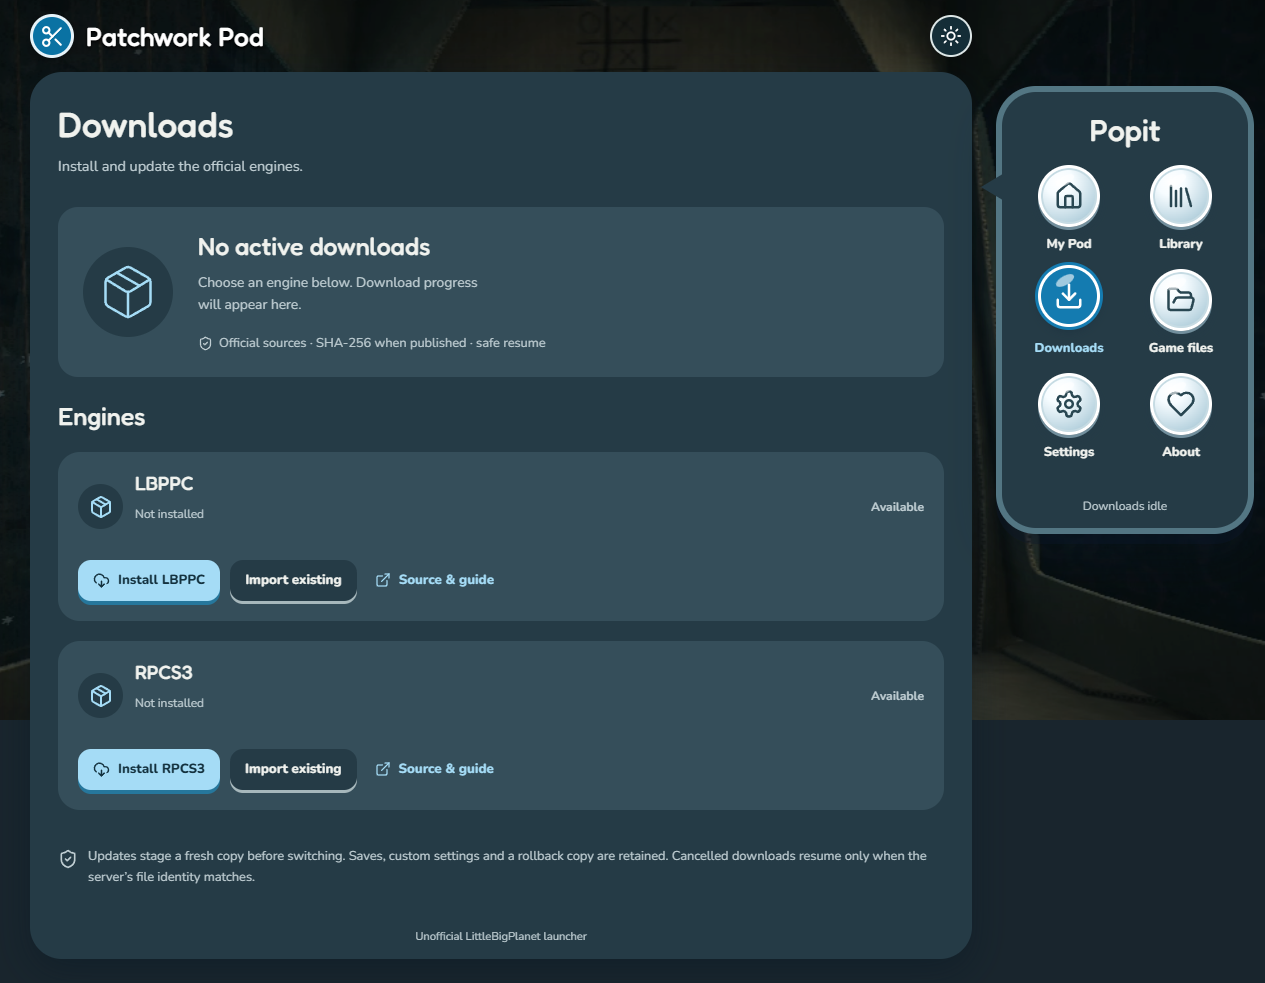 Patchwork Pod
Downloads
Install and update the official engines.
No active downloads
Choose an engine below. Download progress
will appear here.
Official sources · SHA-256 when published · safe resume
Engines
LBPPC
Not installed
Available
Install LBPPC
Import existing
Source & guide
RPCS3
Not installed
Available
Install RPCS3
Import existing
Source & guide
Updates stage a fresh copy before switching. Saves, custom settings and a rollback copy are retained. Cancelled downloads resume only when the
server's file identity matches.
Unofficial LittleBigPlanet launcher
Popit
My Pod
Library
Downloads
Game files
Settings
About
Downloads idle